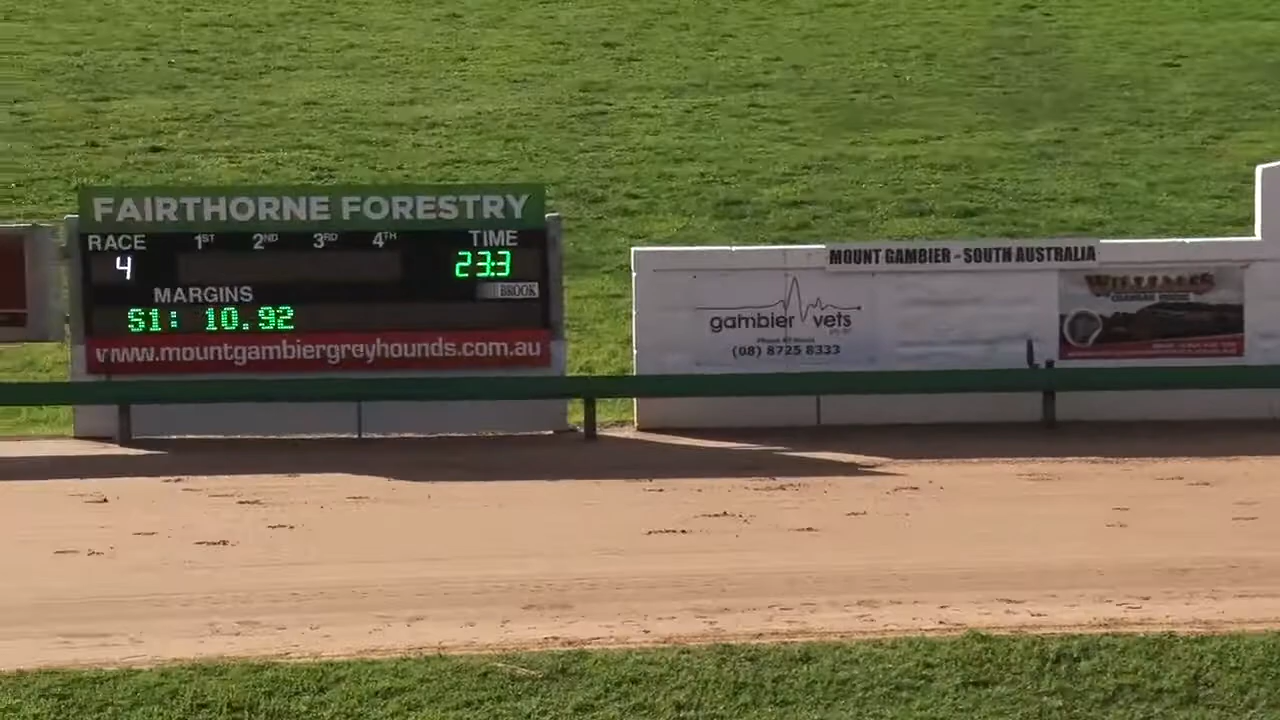 FAIRTHORNE FORESTRY
RACE 1ST 2ND 3RD 4TH TIME
4 23.3
MARGINS BROOK
S1: 10.92
www.mountgambiergreyhounds.com.au
MOUNT GAMBIER - SOUTH AUSTRALIA
gambier vets
(08) 8725 8333